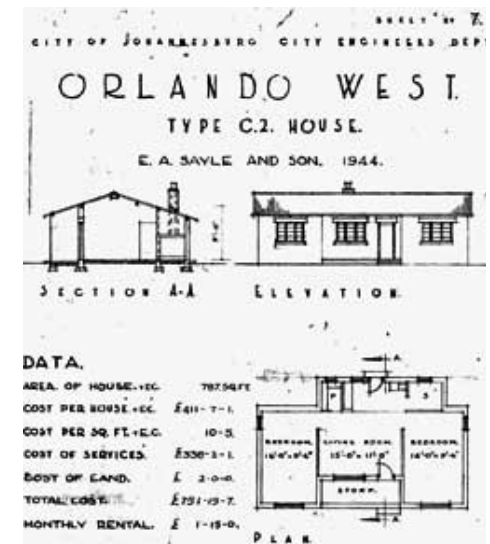 SHEET No 7.
CITY OF JOHANNESBURG CITY ENGINEERS DEPT
ORLANDO WEST.
TYPE C.2. HOUSE.
E. A. SAYLE AND SON. 1944.
SECTION A-A
ELEVATION.
DATA.
AREA OF HOUSE. + EC. 787.SQ.FT.
COST PER HOUSE. + EC. £411-7-1.
COST PER SQ. FT. + E.C. 10-5.
COST OF SERVICES. £338-2-1.
COST OF LAND. £ 2-0-0.
TOTAL COST. £751-19-7.
MONTHLY RENTAL. £ 1-15-0.
A
P
S
BEDROOM. LIVING ROOM. BEDROOM.
STOEP.
A
PLAN.